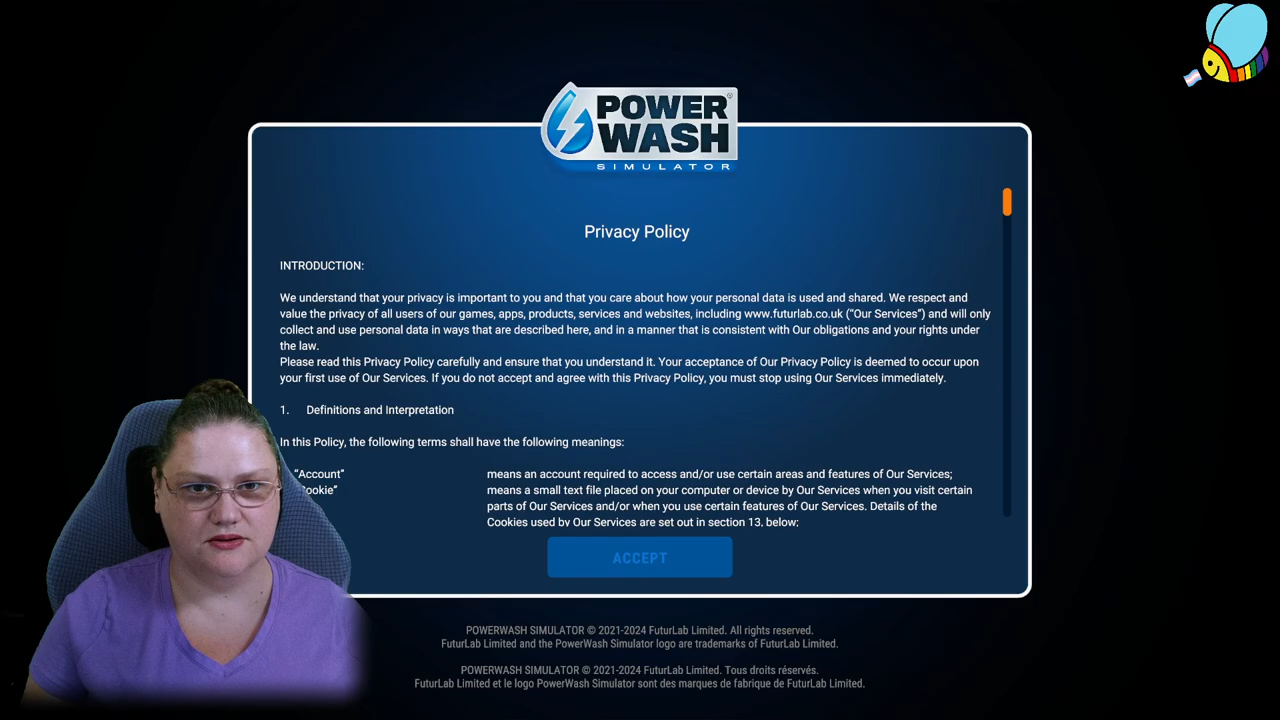 POWER
WASH
SIMULATOR
Privacy Policy
INTRODUCTION:
We understand that your privacy is important to you and that you care about how your personal data is used and shared. We respect and
value the privacy of all users of our games, apps, products, services and websites, including www.futurlab.co.uk (“Our Services”) and will only
collect and use personal data in ways that are described here, and in a manner that is consistent with Our obligations and your rights under
the law.
Please read this Privacy Policy carefully and ensure that you understand it. Your acceptance of Our Privacy Policy is deemed to occur upon
your first use of Our Services. If you do not accept and agree with this Privacy Policy, you must stop using Our Services immediately.
1. Definitions and Interpretation
In this Policy, the following terms shall have the following meanings:
“Account” means an account required to access and/or use certain areas and features of Our Services;
ookie” means a small text file placed on your computer or device by Our Services when you visit certain
parts of Our Services and/or when you use certain features of Our Services. Details of the
Cookies used by Our Services are set out in section 13, below;
ACCEPT
POWERWASH SIMULATOR © 2021-2024 FuturLab Limited. All rights reserved.
FuturLab Limited and the PowerWash Simulator logo are trademarks of FuturLab Limited.
POWERWASH SIMULATOR © 2021-2024 FuturLab Limited. Tous droits réservés.
FuturLab Limited et le logo PowerWash Simulator sont des marques de fabrique de FuturLab Limited.